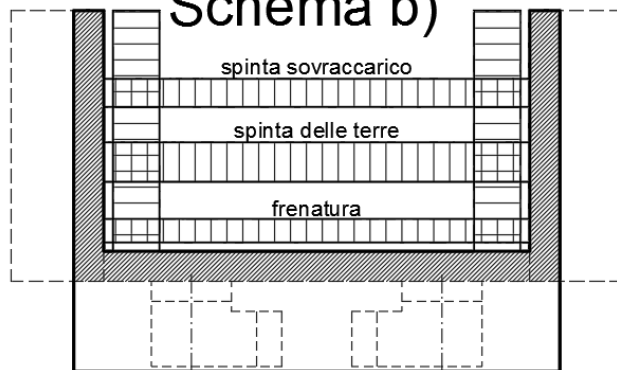 Schema b)
spinta sovraccarico
spinta delle terre
frenatura